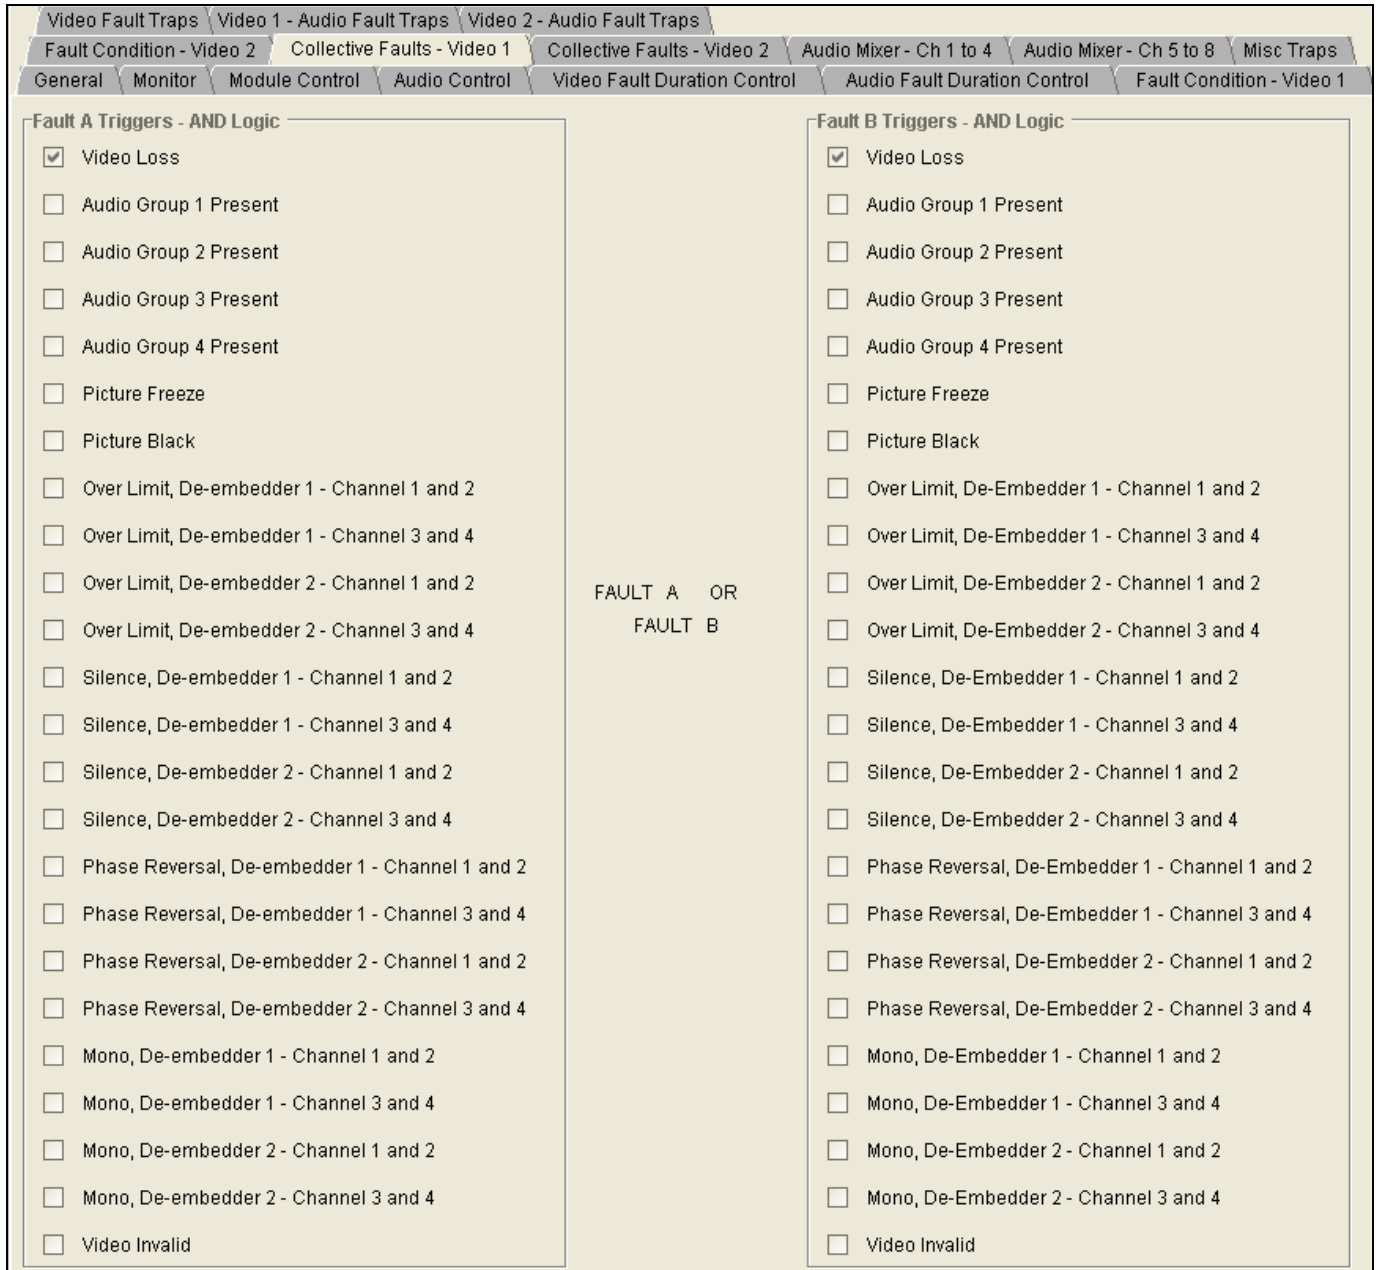 Video Fault Traps Video 1 - Audio Fault Traps Video 2 - Audio Fault Traps
Fault Condition - Video 2 Collective Faults - Video 1 Collective Faults - Video 2 Audio Mixer - Ch 1 to 4 Audio Mixer - Ch 5 to 8 Misc Traps
General Monitor Module Control Audio Control Video Fault Duration Control Audio Fault Duration Control Fault Condition - Video 1
Fault A Triggers - AND Logic
Video Loss
Audio Group 1 Present
Audio Group 2 Present
Audio Group 3 Present
Audio Group 4 Present
Picture Freeze
Picture Black
Over Limit, De-embedder 1 - Channel 1 and 2
Over Limit, De-embedder 1 - Channel 3 and 4
Over Limit, De-embedder 2 - Channel 1 and 2
Over Limit, De-embedder 2 - Channel 3 and 4
Silence, De-embedder 1 - Channel 1 and 2
Silence, De-embedder 1 - Channel 3 and 4
Silence, De-embedder 2 - Channel 1 and 2
Silence, De-embedder 2 - Channel 3 and 4
Phase Reversal, De-embedder 1 - Channel 1 and 2
Phase Reversal, De-embedder 1 - Channel 3 and 4
Phase Reversal, De-embedder 2 - Channel 1 and 2
Phase Reversal, De-embedder 2 - Channel 3 and 4
Mono, De-embedder 1 - Channel 1 and 2
Mono, De-embedder 1 - Channel 3 and 4
Mono, De-embedder 2 - Channel 1 and 2
Mono, De-embedder 2 - Channel 3 and 4
Video Invalid
FAULT A OR
FAULT B
Fault B Triggers - AND Logic
Video Loss
Audio Group 1 Present
Audio Group 2 Present
Audio Group 3 Present
Audio Group 4 Present
Picture Freeze
Picture Black
Over Limit, De-Embedder 1 - Channel 1 and 2
Over Limit, De-Embedder 1 - Channel 3 and 4
Over Limit, De-Embedder 2 - Channel 1 and 2
Over Limit, De-Embedder 2 - Channel 3 and 4
Silence, De-Embedder 1 - Channel 1 and 2
Silence, De-Embedder 1 - Channel 3 and 4
Silence, De-Embedder 2 - Channel 1 and 2
Silence, De-Embedder 2 - Channel 3 and 4
Phase Reversal, De-Embedder 1 - Channel 1 and 2
Phase Reversal, De-Embedder 1 - Channel 3 and 4
Phase Reversal, De-Embedder 2 - Channel 1 and 2
Phase Reversal, De-Embedder 2 - Channel 3 and 4
Mono, De-Embedder 1 - Channel 1 and 2
Mono, De-Embedder 1 - Channel 3 and 4
Mono, De-Embedder 2 - Channel 1 and 2
Mono, De-Embedder 2 - Channel 3 and 4
Video Invalid